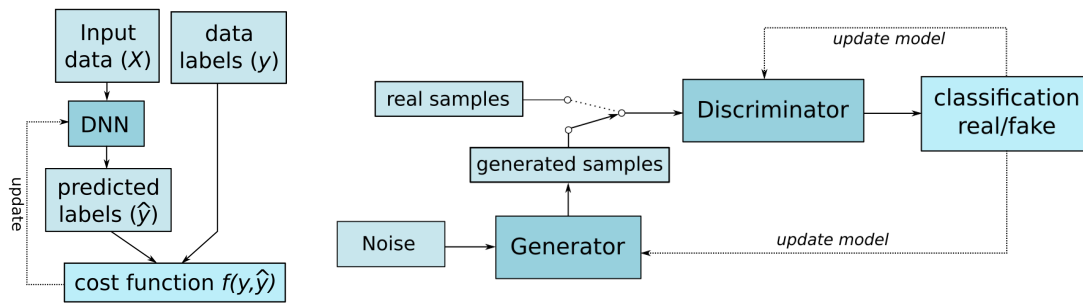 Input
data (X)
data
labels (y)
DNN
predicted
labels (ŷ)
update
cost function f(y,ŷ)
update model
real samples
Discriminator
classification
real/fake
generated samples
Noise
Generator
update model